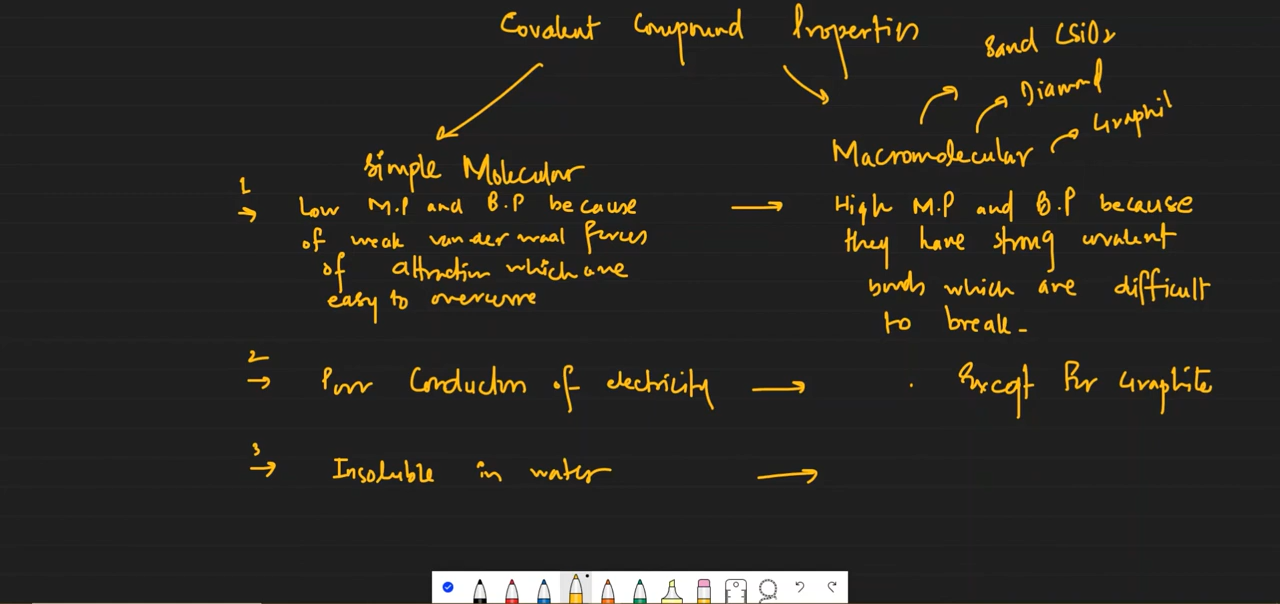 Covalent Compound Properties
Sand (SiO2
Diamond
Graphit
Macromolecular
Simple Molecular
1
Low M.P and B.P because
of weak van der waal forces
of attraction which are
easy to overcome
High M.P and B.P because
they have strong covalent
bonds which are difficult
to break-
2
Poor Conductor of electricity
Except For Graphite
3
Insoluble in water